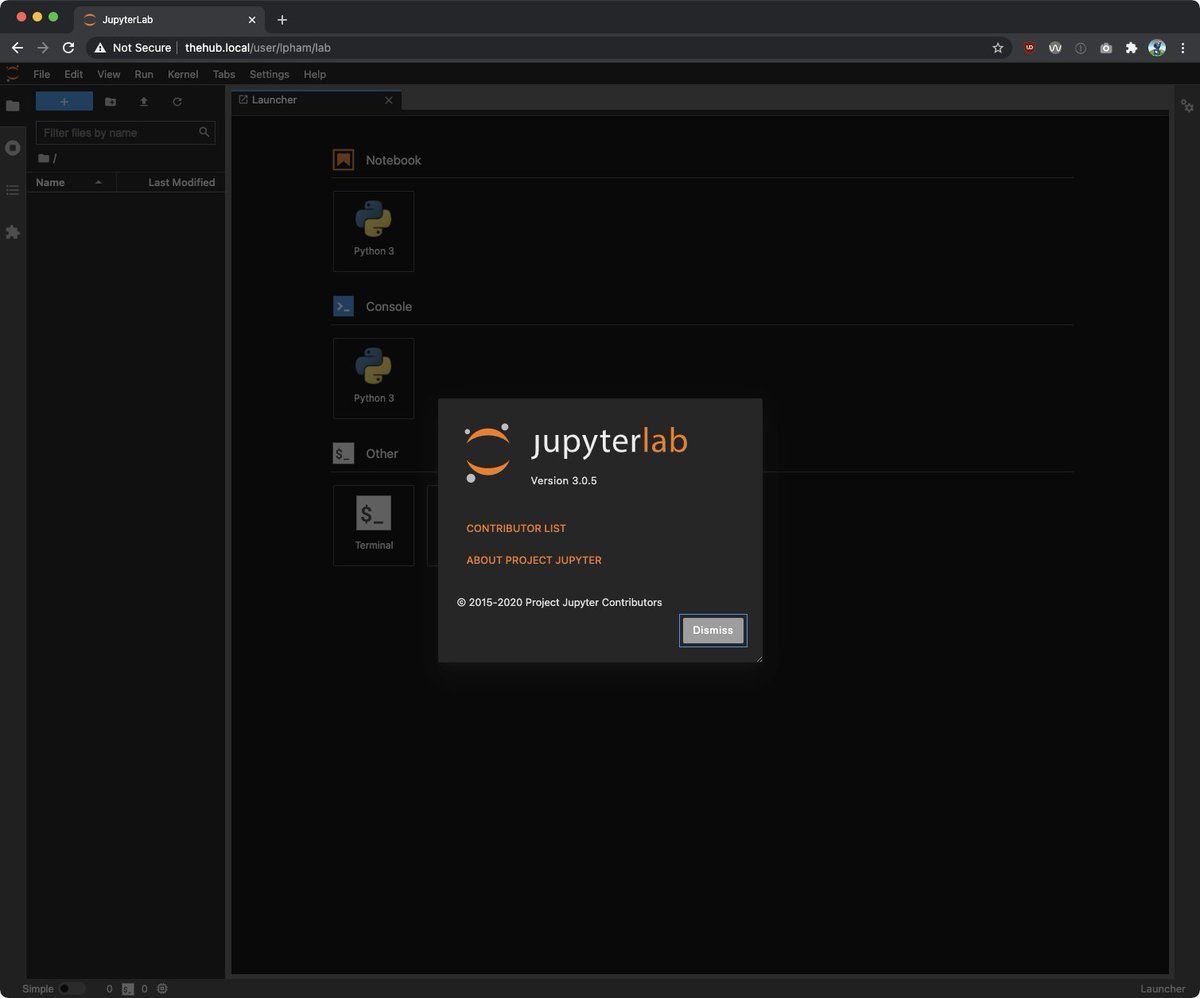 JupyterLab
Not Secure
thehub.local/user/lpham/lab
File Edit View Run Kernel Tabs Settings Help
Launcher
Filter files by name
/
Name Last Modified
Notebook
Python 3
Console
Python 3
Other
$_
Terminal
jupyterlab
Version 3.0.5
CONTRIBUTOR LIST
ABOUT PROJECT JUPYTER
© 2015-2020 Project Jupyter Contributors
Dismiss
Simple 0 $_ 0 Launcher